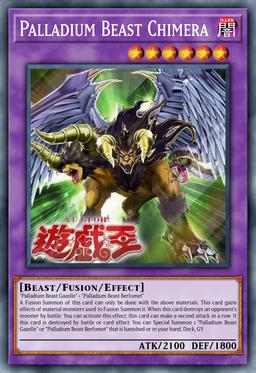 PALLADIUM BEAST CHIMERA
DARK
闇
YU-GI-OH!
遊戯王
[BEAST/FUSION/EFFECT]
"Palladium Beast Gazelle" + "Palladium Beast Berfomet"
A Fusion Summon of this card can only be done with the above materials. This card gains
effects of material monsters used to Fusion Summon it. When this card destroys an opponent's
monster by battle: You can activate this effect; this card can make a second attack in a row. If
this card is destroyed by battle or card effect: You can Special Summon 1 "Palladium Beast
Gazelle" or "Palladium Beast Berfomet" that is banished or in your hand, Deck, GY.
ATK/2100 DEF/1800